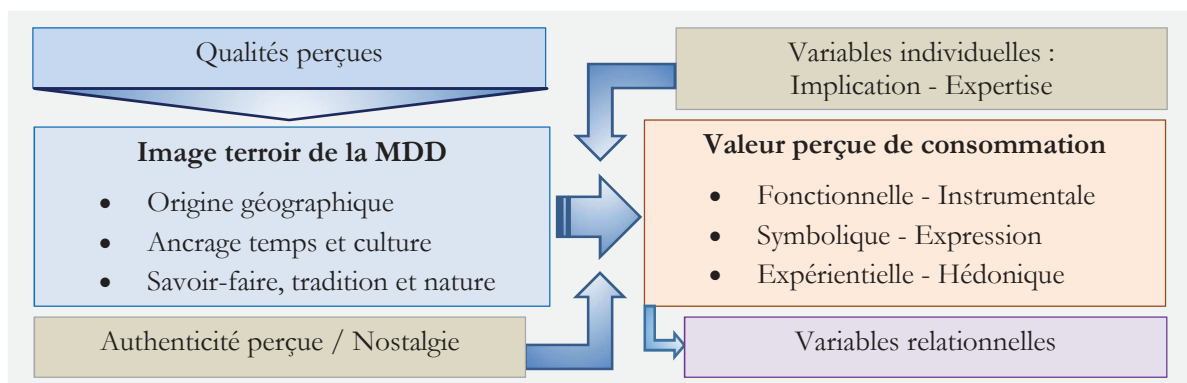 Qualités perçues
Variables individuelles :
Implication - Expertise
Image terroir de la MDD
• Origine géographique
• Ancrage temps et culture
• Savoir-faire, tradition et nature
Valeur perçue de consommation
• Fonctionnelle - Instrumentale
• Symbolique - Expression
• Expérientielle - Hédonique
Authenticité perçue / Nostalgie
Variables relationnelles